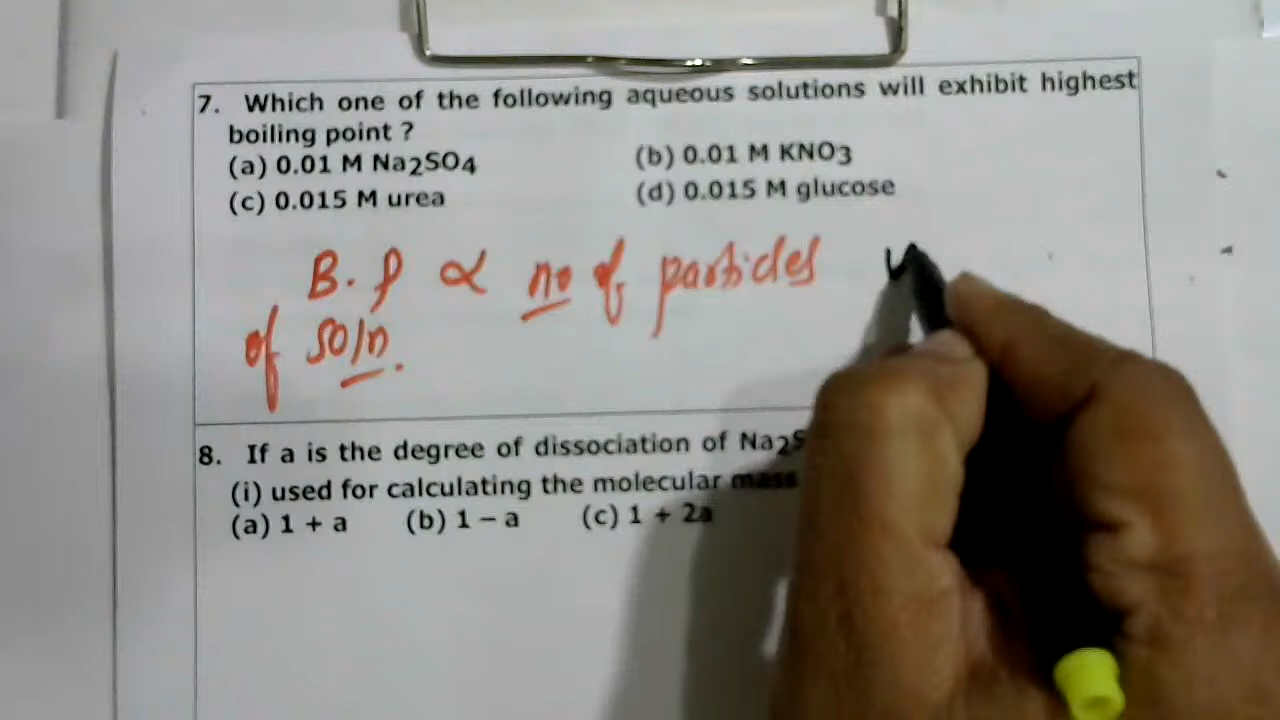 7. Which one of the following aqueous solutions will exhibit highest
boiling point ?
(a) 0.01 M Na2SO4 (b) 0.01 M KNO3
(c) 0.015 M urea (d) 0.015 M glucose
B.P ∝ no of particles
of soln.
8. If a is the degree of dissociation of Na2S
(i) used for calculating the molecular mass
(a) 1 + a (b) 1 – a (c) 1 + 2a